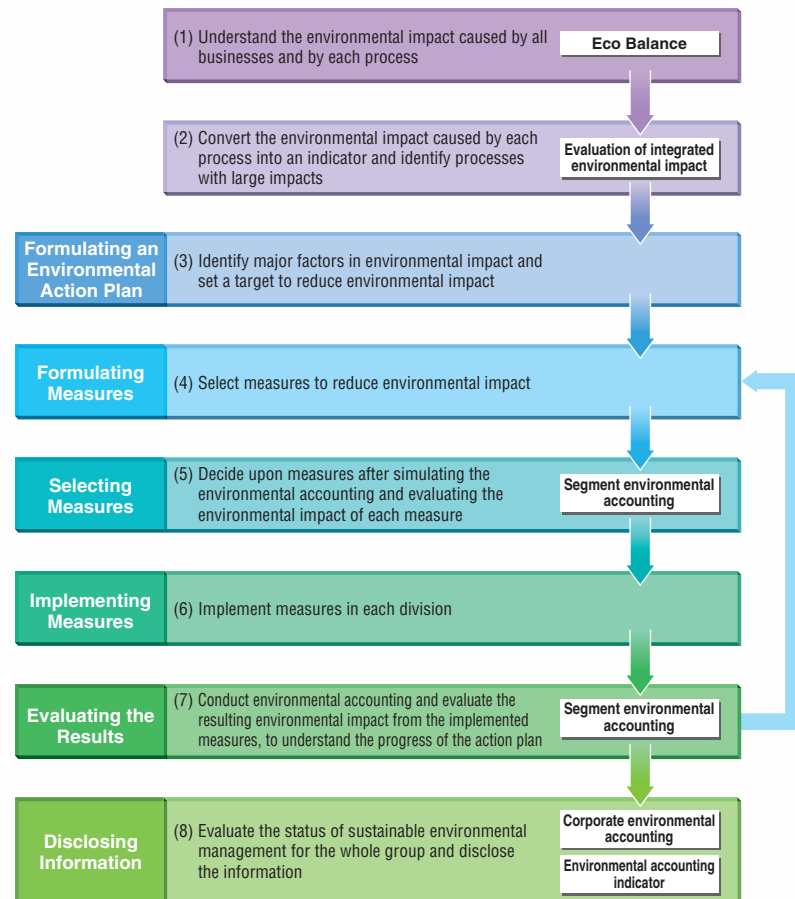 (1) Understand the environmental impact caused by all
businesses and by each process
Eco Balance
(2) Convert the environmental impact caused by each
process into an indicator and identify processes
with large impacts
Evaluation of integrated
environmental impact
Formulating an
Environmental
Action Plan
(3) Identify major factors in environmental impact and
set a target to reduce environmental impact
Formulating
Measures
(4) Select measures to reduce environmental impact
Selecting
Measures
(5) Decide upon measures after simulating the
environmental accounting and evaluating the
environmental impact of each measure
Segment environmental
accounting
Implementing
Measures
(6) Implement measures in each division
Evaluating the
Results
(7) Conduct environmental accounting and evaluate the
resulting environmental impact from the implemented
measures, to understand the progress of the action plan
Segment environmental
accounting
Disclosing
Information
(8) Evaluate the status of sustainable environmental
management for the whole group and disclose
the information
Corporate environmental
accounting
Environmental accounting
indicator